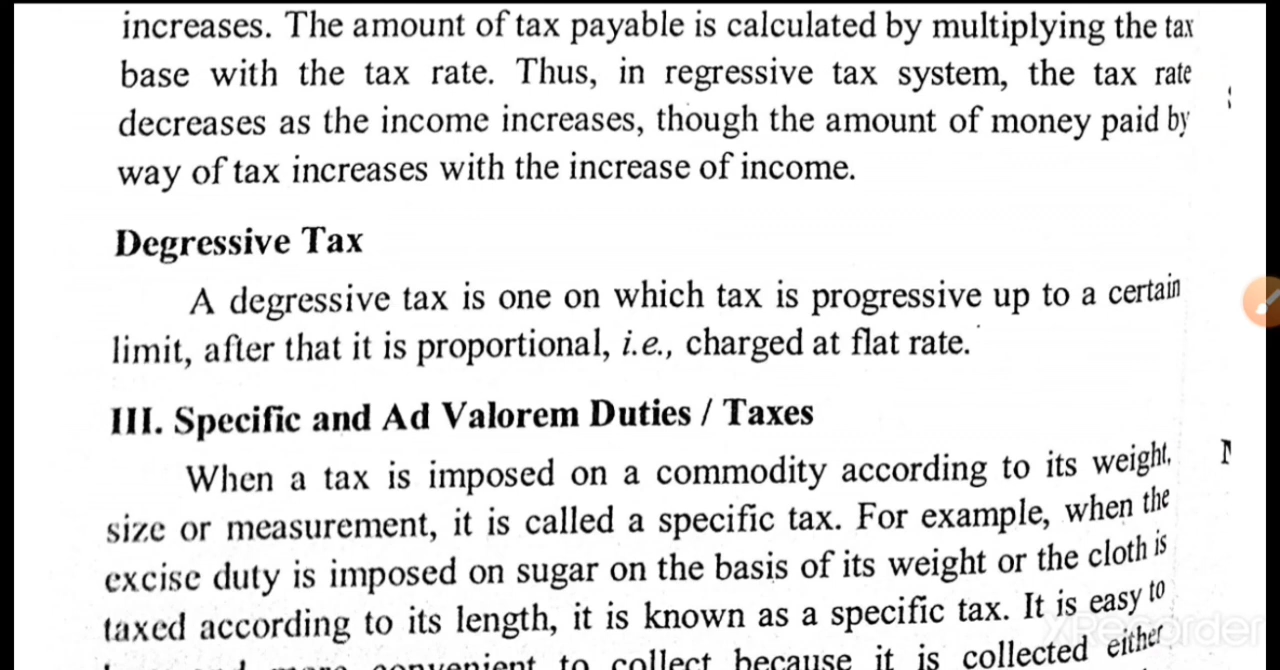 increases. The amount of tax payable is calculated by multiplying the tax
base with the tax rate. Thus, in regressive tax system, the tax rate
decreases as the income increases, though the amount of money paid by
way of tax increases with the increase of income.
Degressive Tax
A degressive tax is one on which tax is progressive up to a certain
limit, after that it is proportional, i.e., charged at flat rate.
III. Specific and Ad Valorem Duties / Taxes
When a tax is imposed on a commodity according to its weight,
size or measurement, it is called a specific tax. For example, when the
excise duty is imposed on sugar on the basis of its weight or the cloth is
taxed according to its length, it is known as a specific tax. It is easy to
more convenient to collect because it is collected either
XRecorder